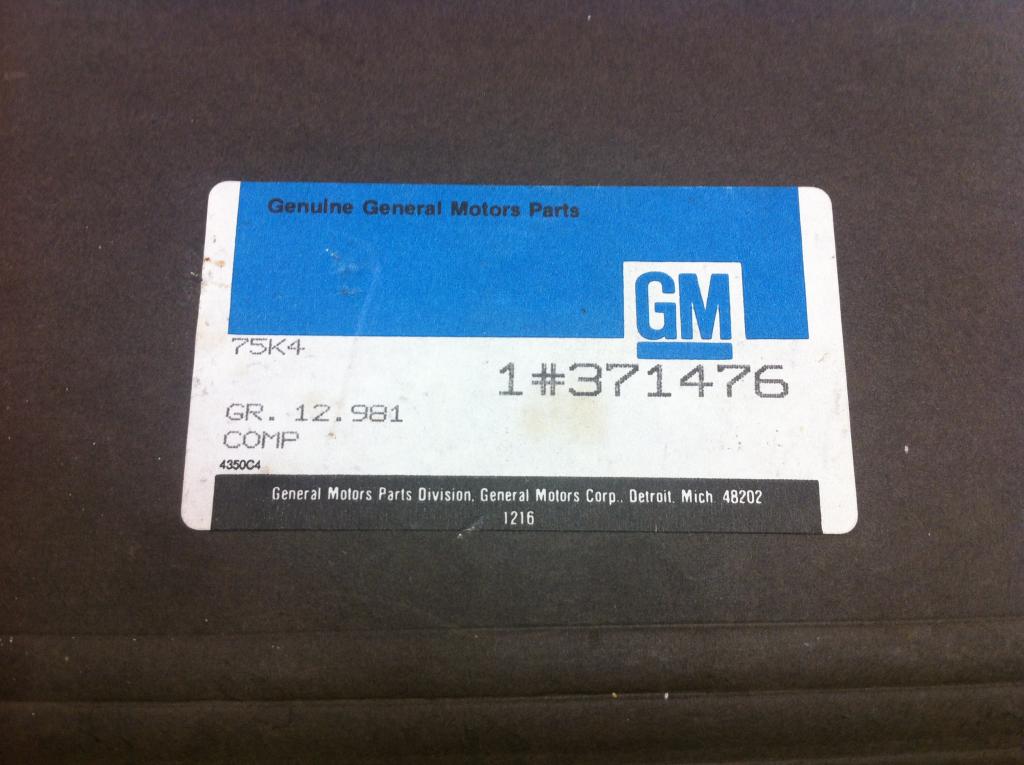 Genuine General Motors Parts
GM
75K4
1#371476
GR. 12.981
COMP
4350C4
General Motors Parts Division, General Motors Corp., Detroit, Mich. 48202
1216